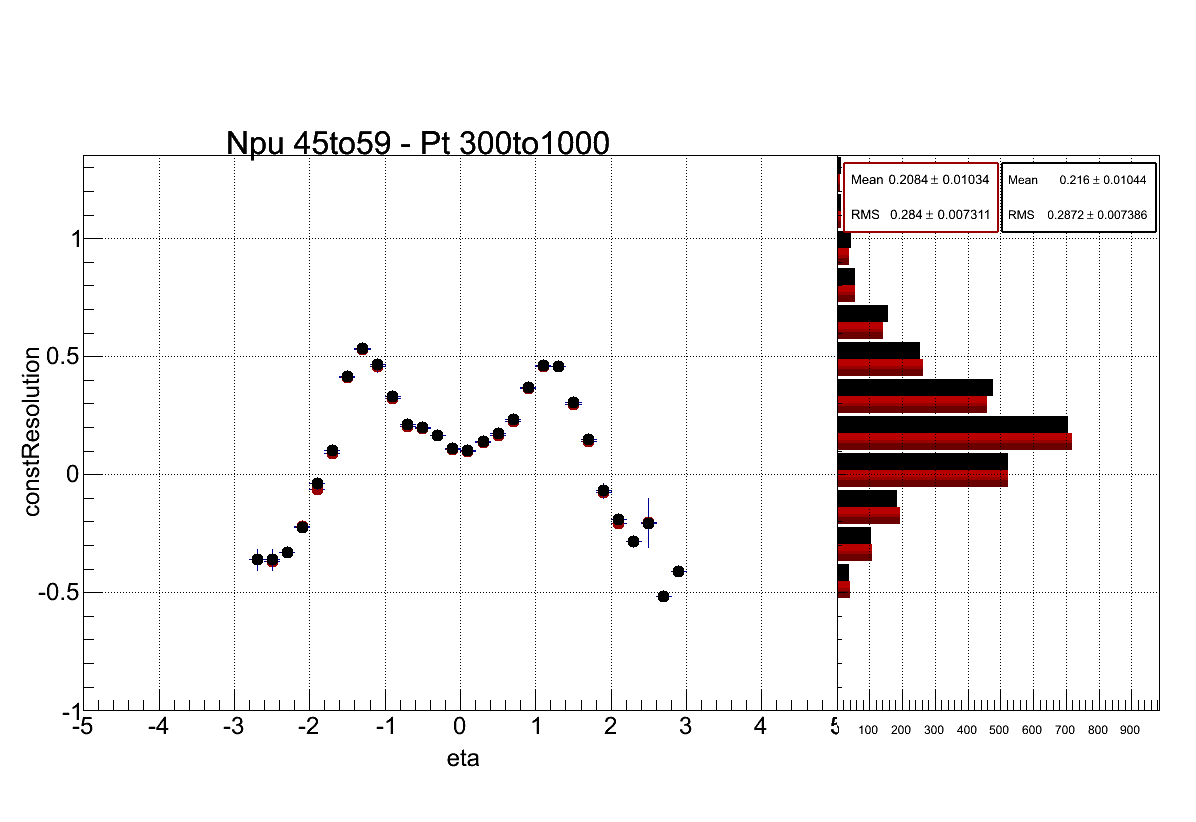 Npu 45to59 - Pt 300to1000
Mean 0.2084 ± 0.01034
RMS 0.284 ± 0.007311
Mean 0.216 ± 0.01044
RMS 0.2872 ± 0.007386
constResolution
1
0.5
0
-0.5
-1
-5 -4 -3 -2 -1 0 1 2 3 4 5
100 200 300 400 500 600 700 800 900
eta